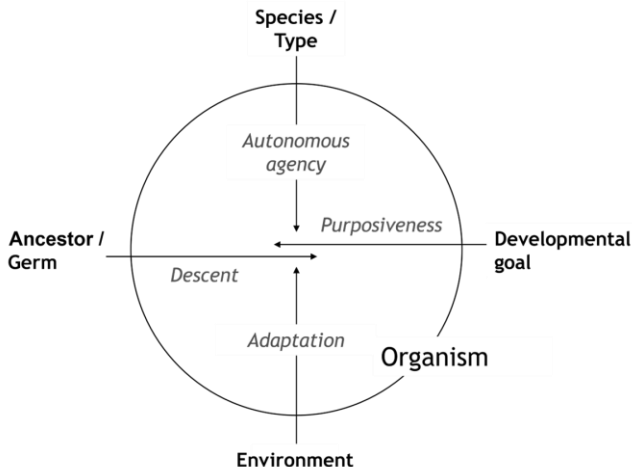 Species /
Type
Autonomous
agency
Purposiveness
Ancestor /
Germ
Developmental
goal
Descent
Adaptation
Organism
Environment